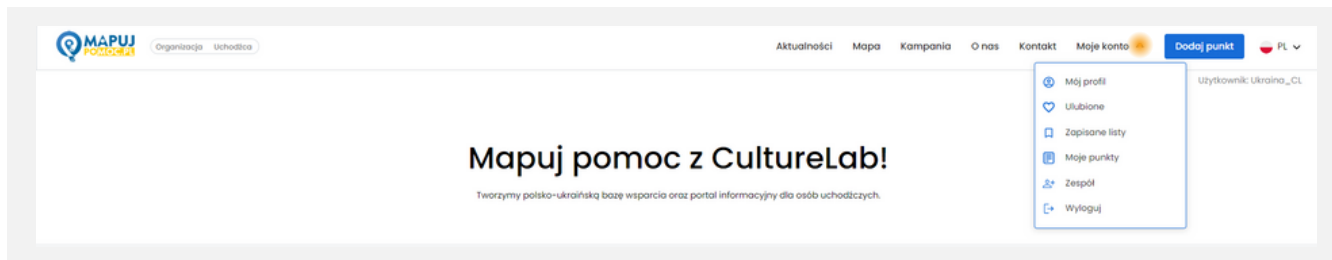 MAPUJ
POMOC.PL
Organizacja Uchodźca
Aktualności Mapa Kampania O nas Kontakt Moje konto Dodaj punkt PL
Użytkownik: Ukraina_CL
Mój profil
Ulubione
Zapisane listy
Moje punkty
Zespół
Wyloguj
Mapuj pomoc z CultureLab!
Tworzymy polsko-ukraińską bazę wsparcia oraz portal informacyjny dla osób uchodźczych.